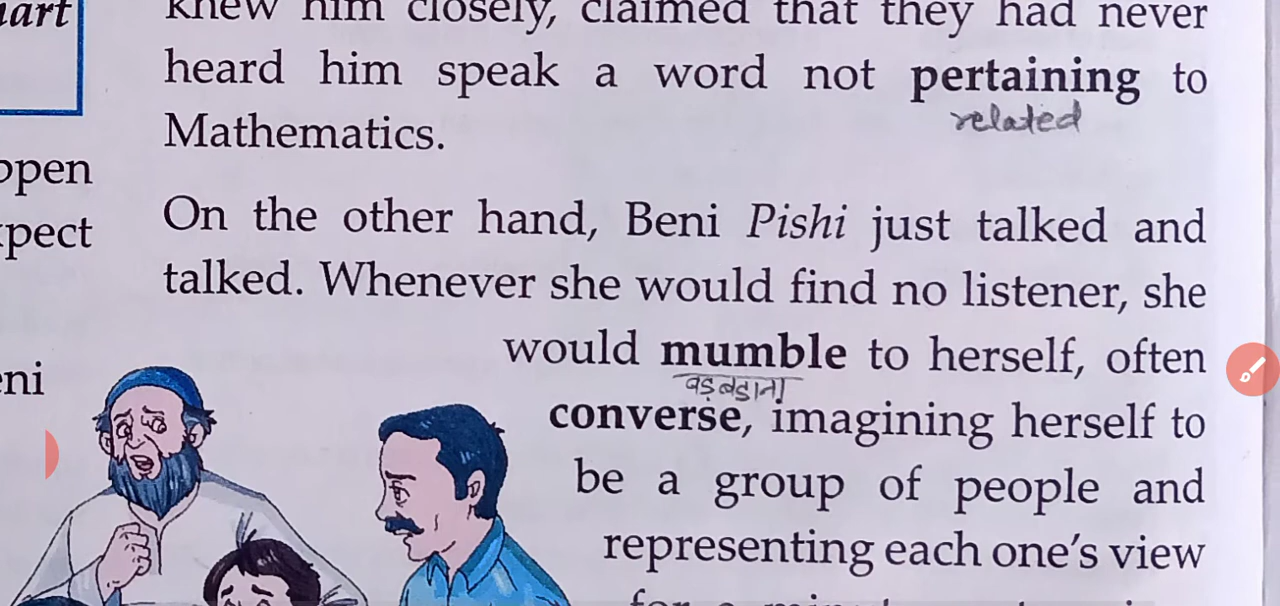 art
open
pect
eni
knew him closely, claimed that they had never
heard him speak a word not pertaining to
related
Mathematics.
On the other hand, Beni Pishi just talked and
talked. Whenever she would find no listener, she
would mumble to herself, often
बड़बड़ाना
converse, imagining herself to
be a group of people and
representing each one's view